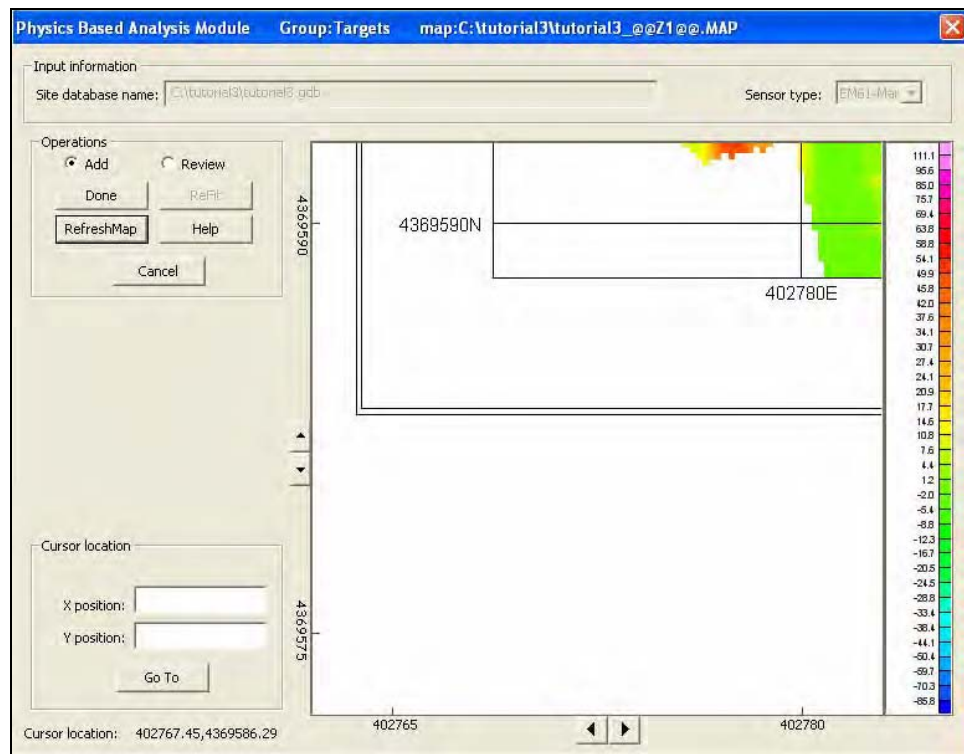 Physics Based Analysis Module Group:Targets map:C:\tutorial3\tutorial3_@@Z1@@.MAP
Input information
Site database name: C:\tutorial3\tutorial3.gdb
Sensor type: EM61-Mar
Operations
Add Review
Done ReFit
RefreshMap Help
Cancel
4369590
4369590N
402780E
4369575
402765
402780
111.1
95.6
85.0
75.7
69.4
63.8
58.8
54.1
49.9
45.8
42.0
37.6
34.1
30.7
27.4
24.1
20.9
17.7
14.6
10.8
7.6
4.4
1.2
-2.0
-5.4
-8.8
-12.3
-16.7
-20.5
-24.5
-28.8
-33.4
-38.4
-44.1
-50.4
-59.7
-70.3
-85.8
Cursor location
X position:
Y position:
Go To
Cursor location: 402767.45,4369586.29